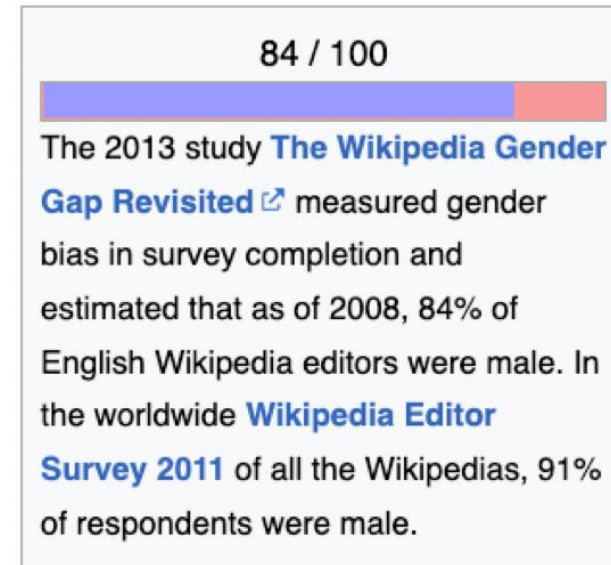 84 / 100
The 2013 study The Wikipedia Gender
Gap Revisited measured gender
bias in survey completion and
estimated that as of 2008, 84% of
English Wikipedia editors were male. In
the worldwide Wikipedia Editor
Survey 2011 of all the Wikipedias, 91%
of respondents were male.